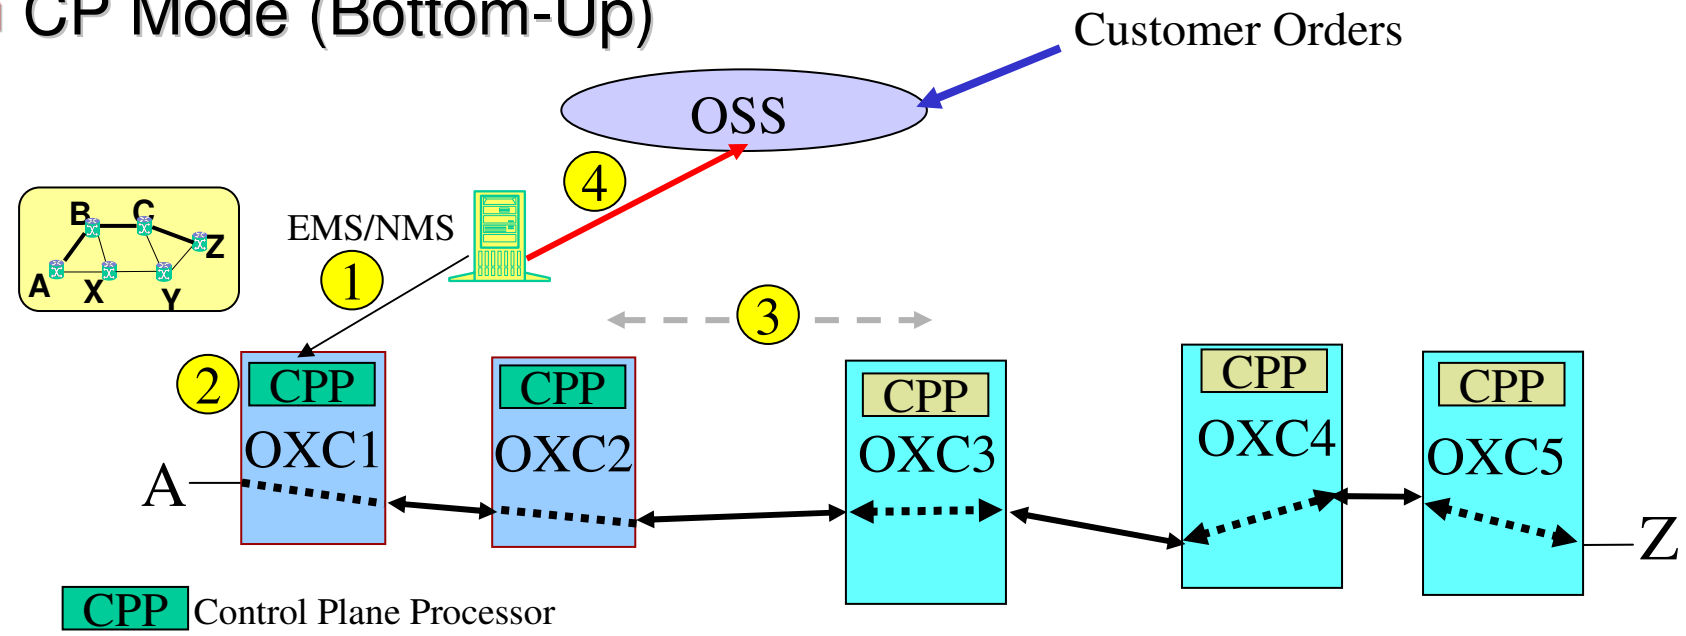 CP Mode (Bottom-Up)
Customer Orders
OSS
4
EMS/NMS
1
B C
Z
A X Y
3
2
CPP CPP CPP CPP CPP
OXC1 OXC2 OXC3 OXC4 OXC5
A
Z
CPP Control Plane Processor